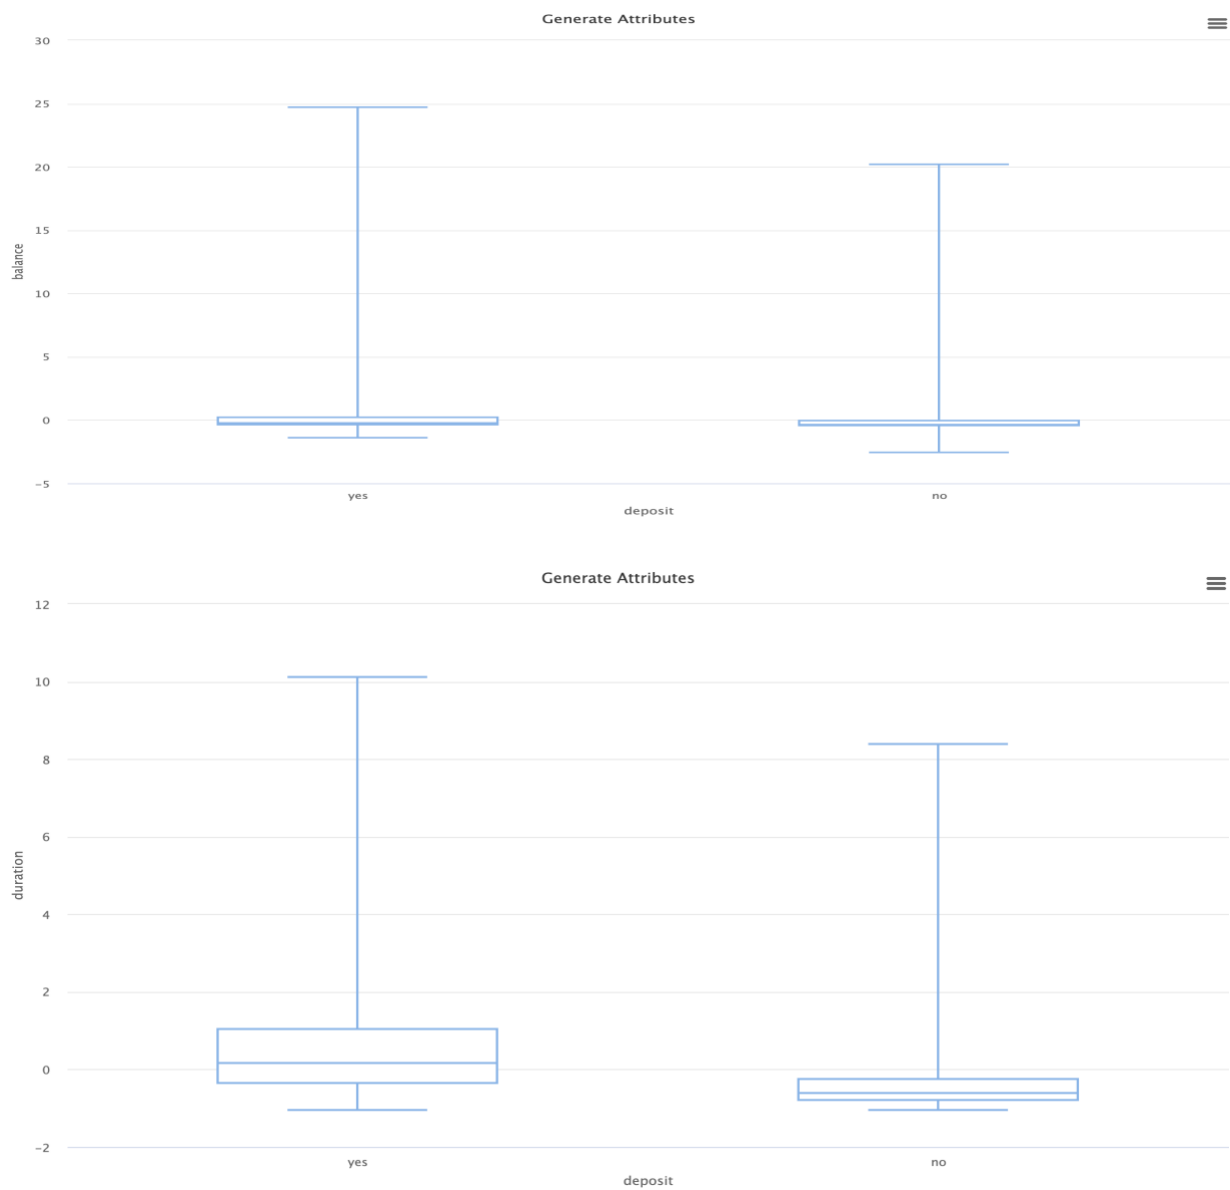 Generate Attributes
30
25
20
15
10
5
0
−5
balance
yes no
deposit
Generate Attributes
12
10
8
6
4
2
0
−2
duration
yes no
deposit